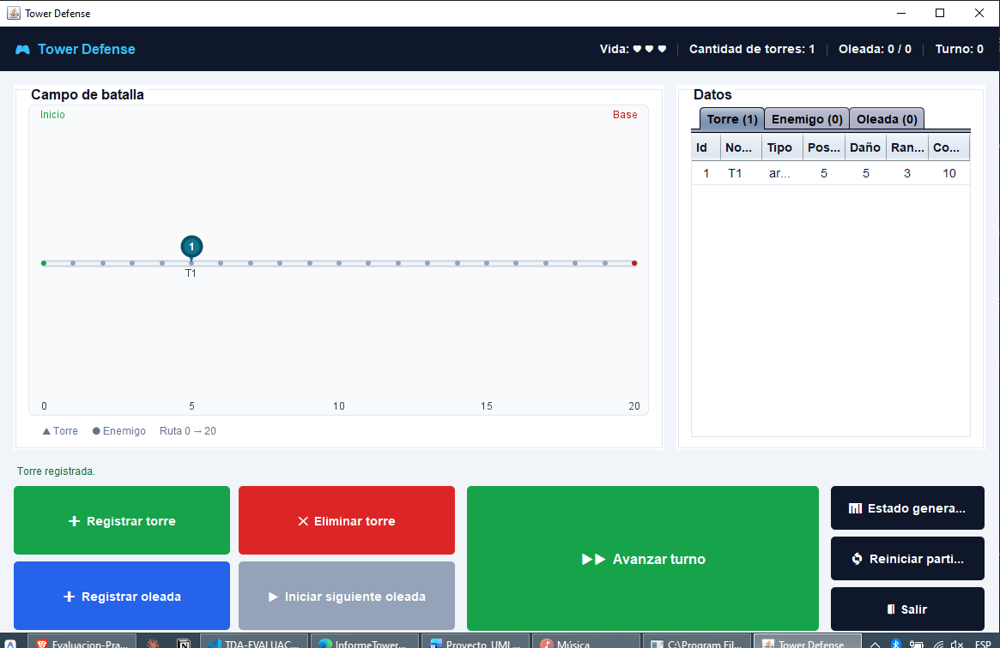 Tower Defense
Tower Defense
Vida: ♥ ♥ ♥ | Cantidad de torres: 1 | Oleada: 0 / 0 | Turno: 0
Campo de batalla
Inicio
Base
1
T1
0 5 10 15 20
▲ Torre ● Enemigo Ruta 0 → 20
Datos
Torre (1) Enemigo (0) Oleada (0)
Id No... Tipo Pos... Daño Ran... Co...
1 T1 ar... 5 5 3 10
Torre registrada.
+ Registrar torre
✕ Eliminar torre
+ Registrar oleada
▶ Iniciar siguiente oleada
▶▶ Avanzar turno
Estado genera...
Reiniciar parti...
Salir
Evaluacion-Pra... TDA-EVALUAC... InformeTower... Proyecto_UML... Música C:\Program Fil... Tower Defense ESP